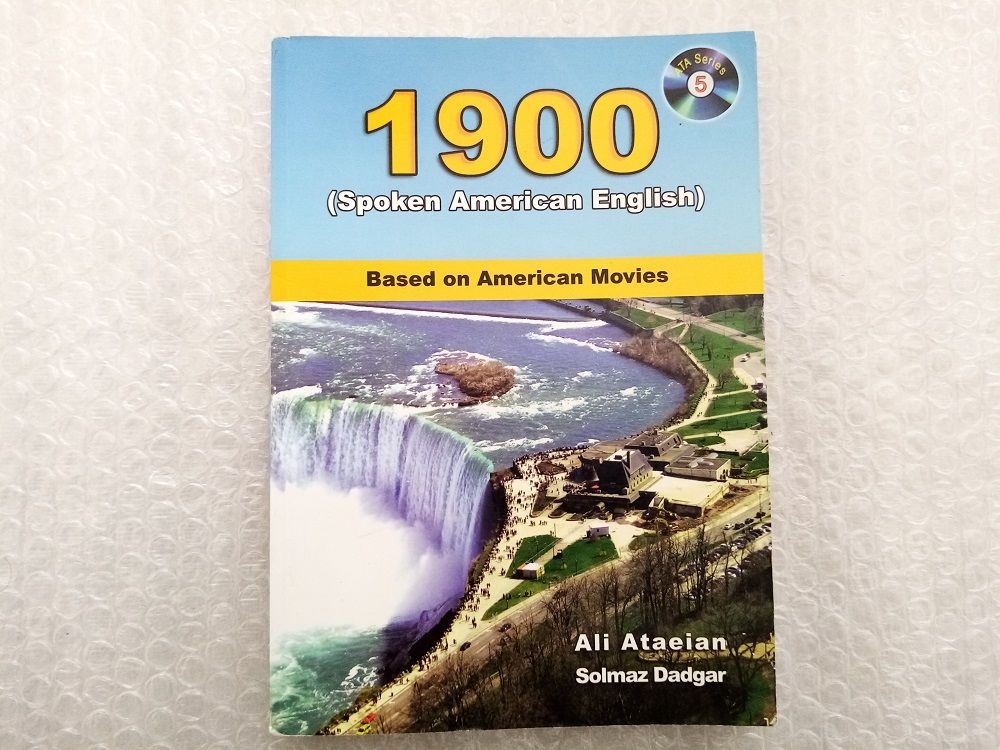 ATA Series
5
1900
(Spoken American English)
Based on American Movies
Ali Ataeian
Solmaz Dadgar